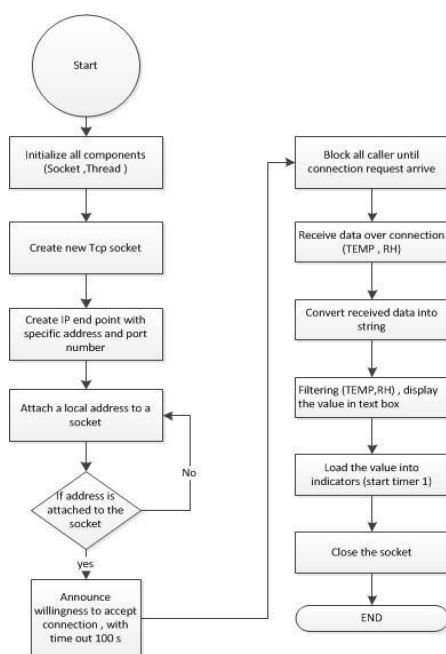 Start
Initialize all components
(Socket ,Thread )
Create new Tcp socket
Create IP end point with
specific address and port
number
Attach a local address to a
socket
No
If address is
attached to the
socket
yes
Announce
willingness to accept
connection , with
time out 100 s
Block all caller until
connection request arrive
Receive data over connection
(TEMP , RH)
Convert received data into
string
Filtering (TEMP,RH) , display
the value in text box
Load the value into
indicators (start timer 1)
Close the socket
END